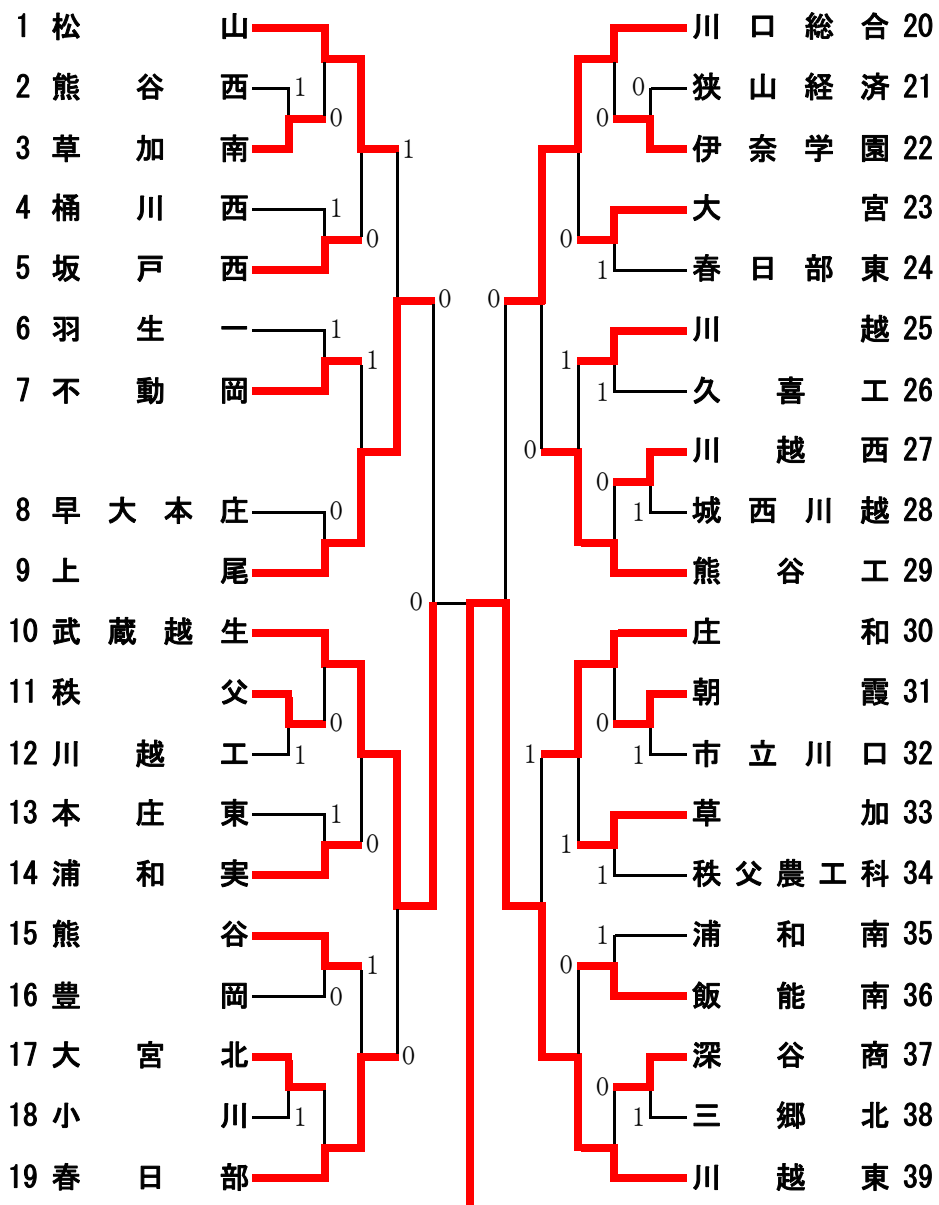 1 松山
2 熊谷西
3 草加南
4 桶川西
5 坂戸西
6 羽生一
7 不動岡
8 早大本庄
9 上尾
10 武蔵越生
11 秩父
12 川越工
13 本庄東
14 浦和実
15 熊谷
16 豊岡
17 大宮北
18 小川
19 春日部
1
0
1
1
0
0
1
1
0
0
0
1
1
0
1
0
0
1
0
0
0
0
1
0
1
1
0
0
1
0
1
1
1
1
1
0
0
1
川口総合 20
狭山経済 21
伊奈学園 22
大宮 23
春日部東 24
川越 25
久喜工 26
川越西 27
城西川越 28
熊谷工 29
庄和 30
朝霞 31
市立川口 32
草加 33
秩父農工科 34
浦和南 35
飯能南 36
深谷商 37
三郷北 38
川越東 39